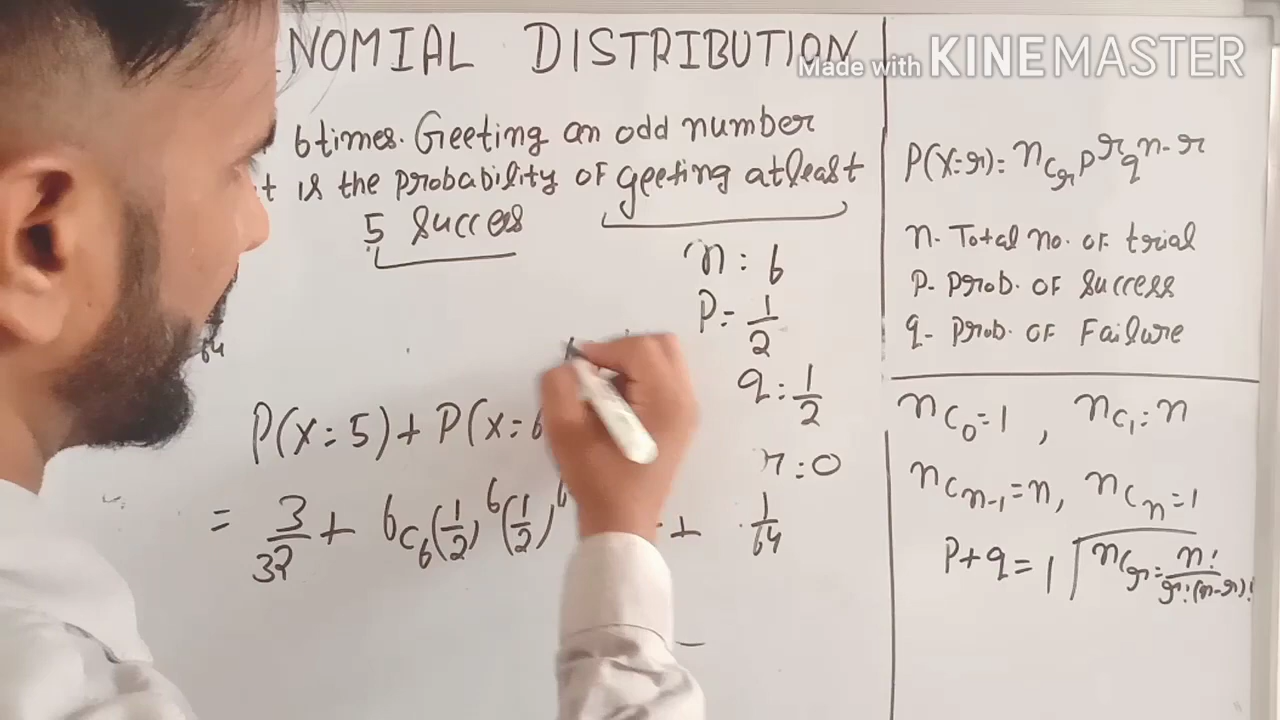 NOMIAL DISTRIBUTION
Made with KINEMASTER
6 times. Geeting an odd number
t is the probability of geeting atleast
5 success
n : 6
P = 1/2
q : 1/2
r : 0
64
P(x = 5) + P(x = 6
= 3/32 + 6C6 (1/2)^6 (1/2)^6 + 1/64
P(X=r) = nCr p^r q^n-r
n - Total no. of trial
P - Prob. of success
q - Prob. of Failure
nC0 = 1 , nC1 = n
nCn-1 = n, nCn = 1
P + q = 1 nCr = n!/r!(n-r)!